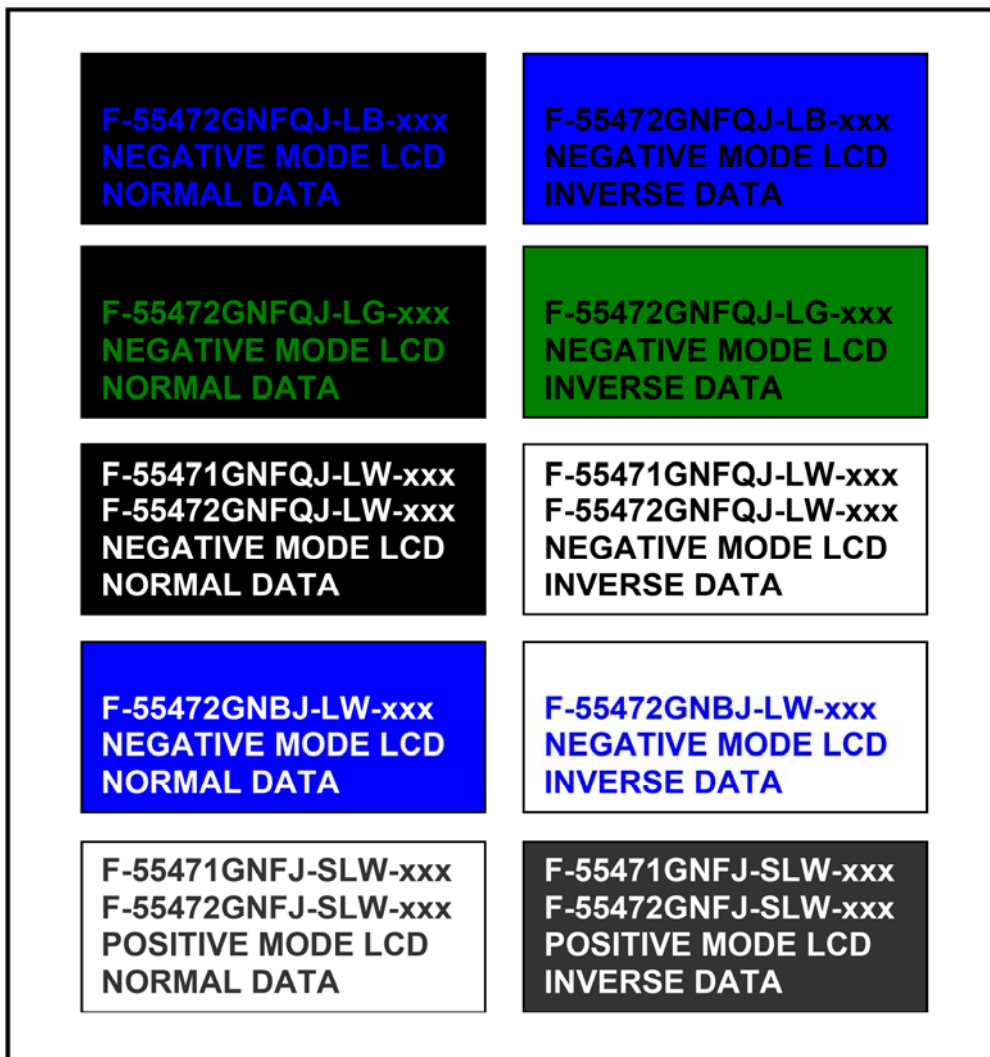 F-55472GNFQJ-LB-xxx
NEGATIVE MODE LCD
NORMAL DATA
F-55472GNFQJ-LB-xxx
NEGATIVE MODE LCD
INVERSE DATA
F-55472GNFQJ-LG-xxx
NEGATIVE MODE LCD
NORMAL DATA
F-55472GNFQJ-LG-xxx
NEGATIVE MODE LCD
INVERSE DATA
F-55471GNFQJ-LW-xxx
F-55472GNFQJ-LW-xxx
NEGATIVE MODE LCD
NORMAL DATA
F-55471GNFQJ-LW-xxx
F-55472GNFQJ-LW-xxx
NEGATIVE MODE LCD
INVERSE DATA
F-55472GNBJ-LW-xxx
NEGATIVE MODE LCD
NORMAL DATA
F-55472GNBJ-LW-xxx
NEGATIVE MODE LCD
INVERSE DATA
F-55471GNFJ-SLW-xxx
F-55472GNFJ-SLW-xxx
POSITIVE MODE LCD
NORMAL DATA
F-55471GNFJ-SLW-xxx
F-55472GNFJ-SLW-xxx
POSITIVE MODE LCD
INVERSE DATA